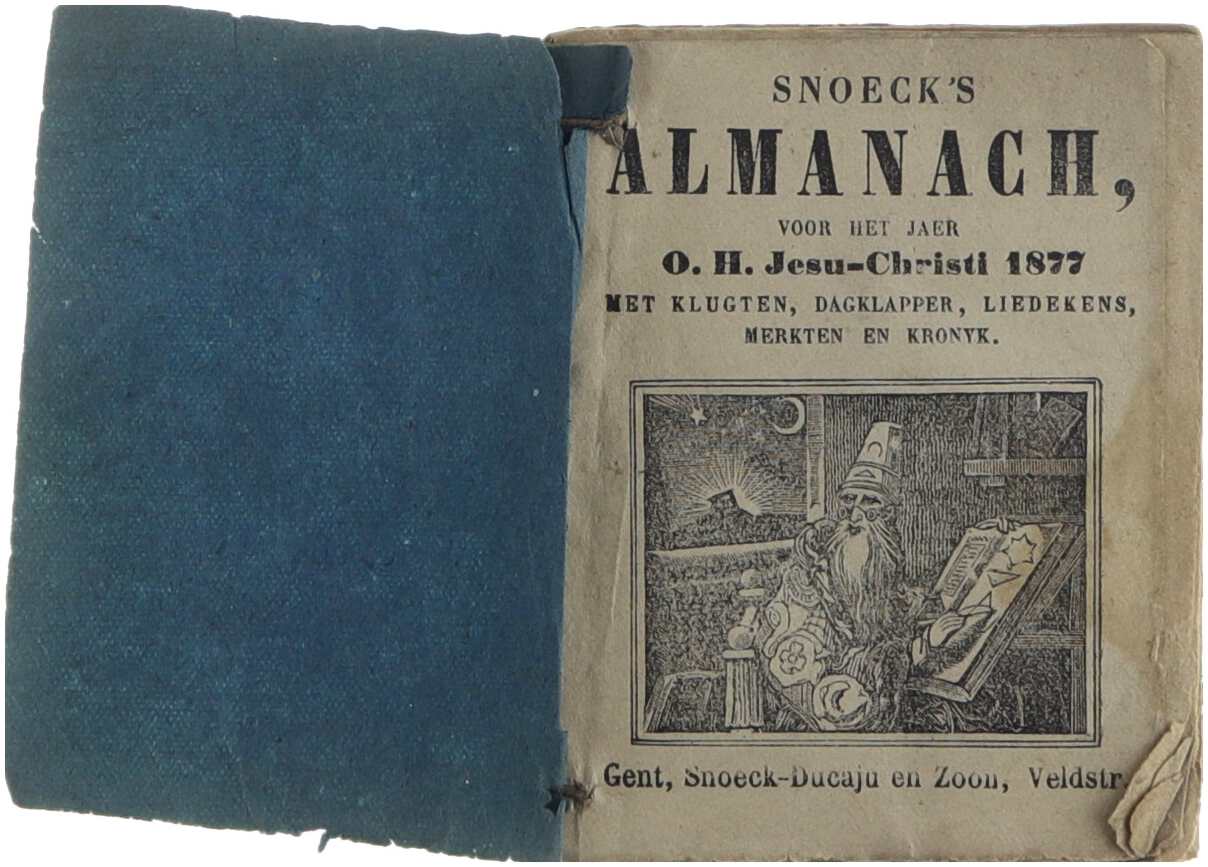 SNOECK'S
ALMANACH,
VOOR HET JAER
O. H. Jesu-Christi 1877
MET KLUGTEN, DAGKLAPPER, LIEDEKENS,
MERKTEN EN KRONYK.
Gent, Snoeck-Ducaju en Zoon, Veldstr.